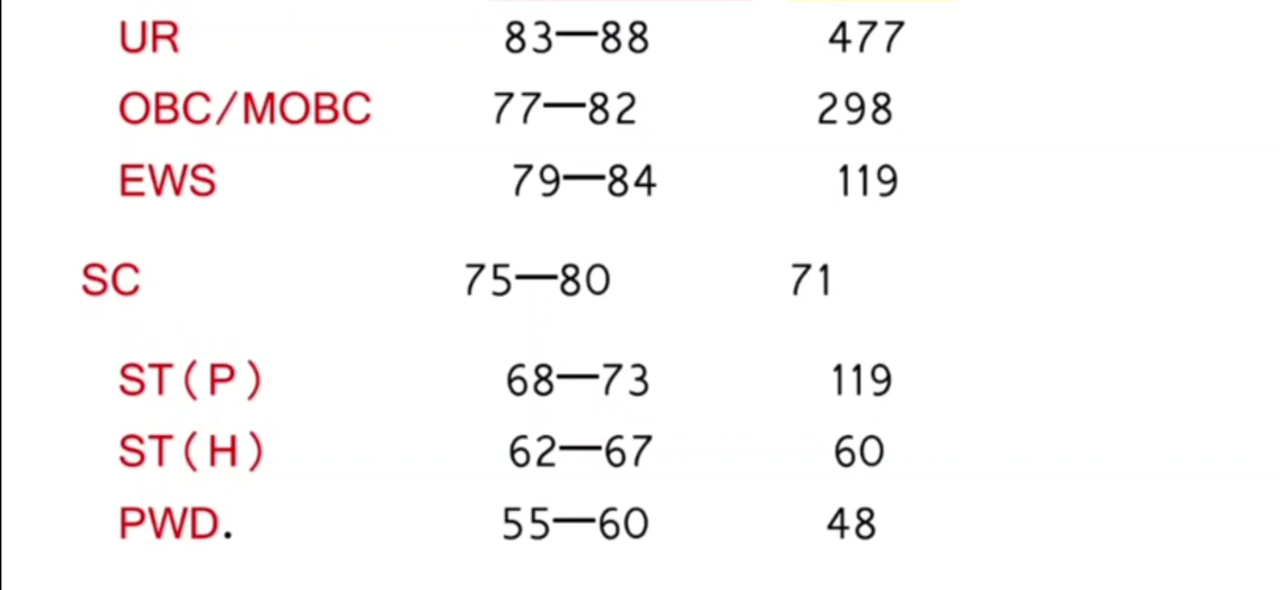 UR 83—88 477
OBC/MOBC 77—82 298
EWS 79—84 119
SC 75—80 71
ST(P) 68—73 119
ST(H) 62—67 60
PWD. 55—60 48